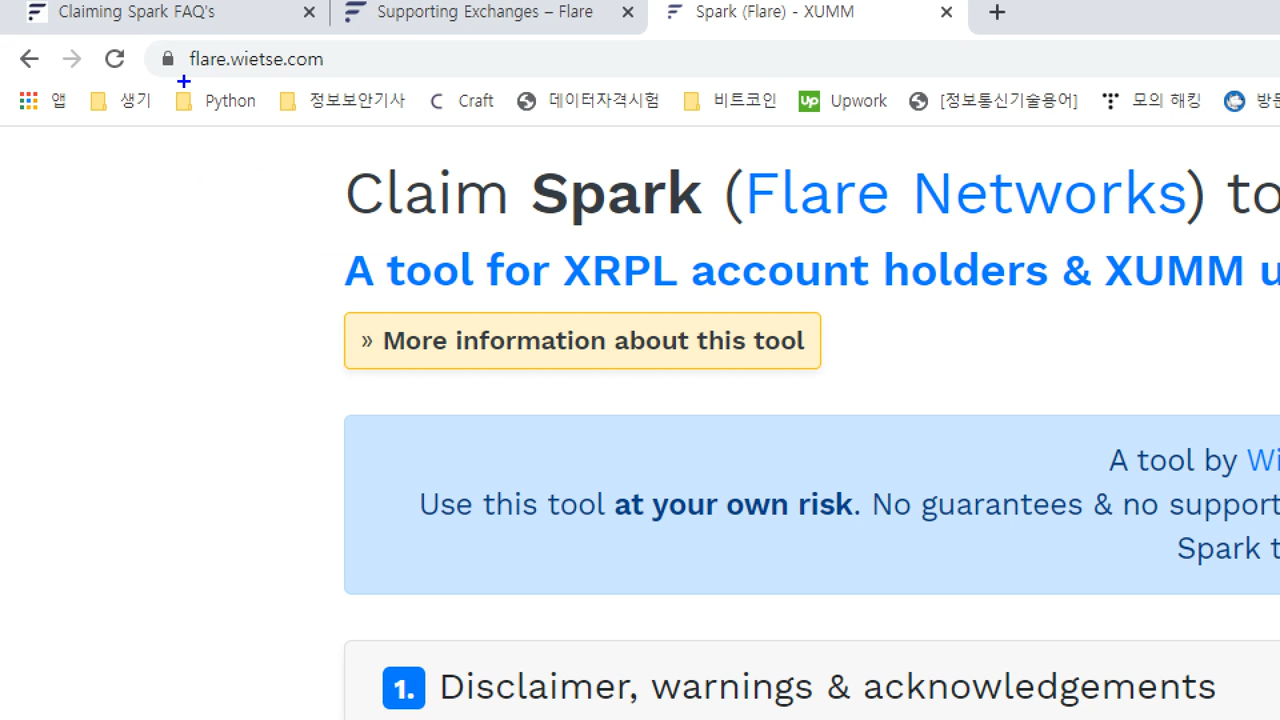 Claiming Spark FAQ's
Supporting Exchanges – Flare
Spark (Flare) - XUMM
flare.wietse.com
앱 생기 Python 정보보안기사 Craft 데이터자격시험 비트코인 Upwork [정보통신기술용어] 모의 해킹 방문
Claim Spark (Flare Networks) to
A tool for XRPL account holders & XUMM u
» More information about this tool
A tool by Wi
Use this tool at your own risk. No guarantees & no support
Spark t
1. Disclaimer, warnings & acknowledgements